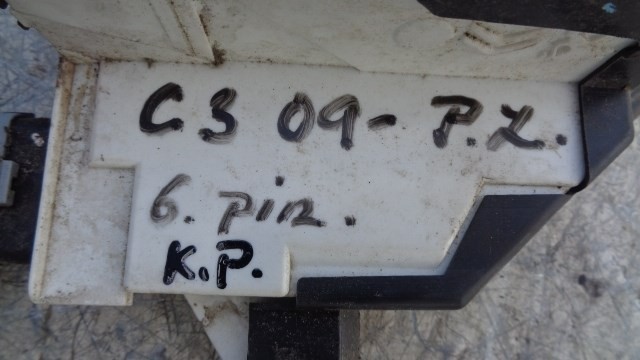 C3 09- P.Z.
6. pin.
K.P.